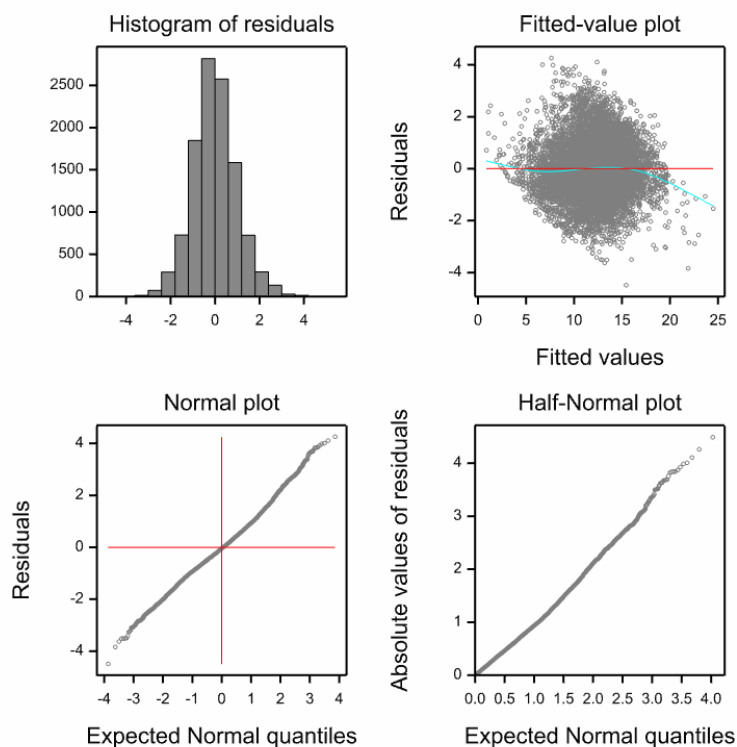 Histogram of residuals
2500
2000
1500
1000
500
0
-4 -2 0 2 4
Fitted-value plot
Residuals
4
2
0
-2
-4
0 5 10 15 20 25
Fitted values
Normal plot
Residuals
4
2
0
-2
-4
-4 -3 -2 -1 0 1 2 3 4
Expected Normal quantiles
Half-Normal plot
Absolute values of residuals
4
3
2
1
0
0.0 0.5 1.0 1.5 2.0 2.5 3.0 3.5 4.0
Expected Normal quantiles